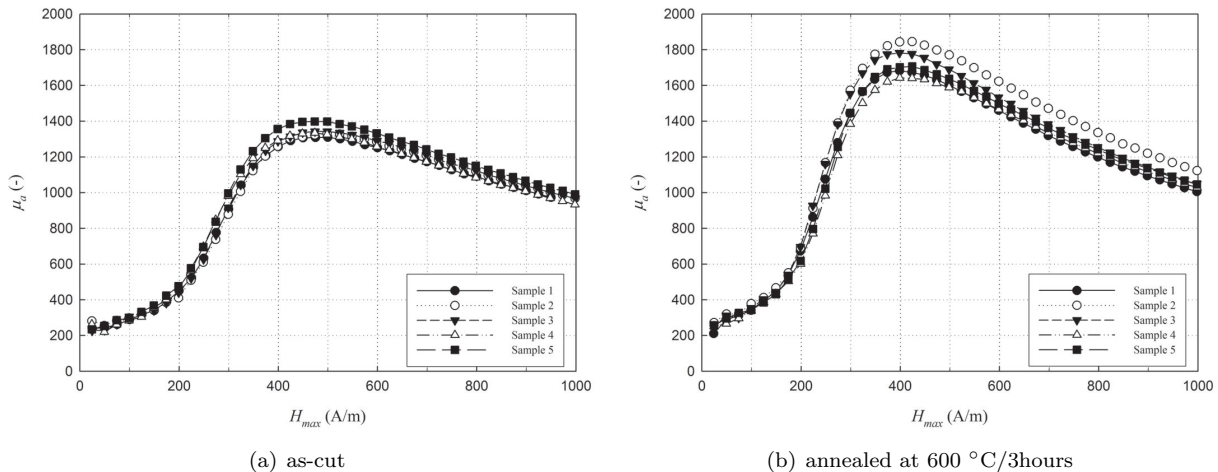 2000
1800
1600
1400
1200
1000
800
600
400
200
0
μa (-)
0 200 400 600 800 1000
Hmax (A/m)
Sample 1
Sample 2
Sample 3
Sample 4
Sample 5
(a) as-cut
2000
1800
1600
1400
1200
1000
800
600
400
200
0
μa (-)
0 200 400 600 800 1000
Hmax (A/m)
Sample 1
Sample 2
Sample 3
Sample 4
Sample 5
(b) annealed at 600 °C/3hours